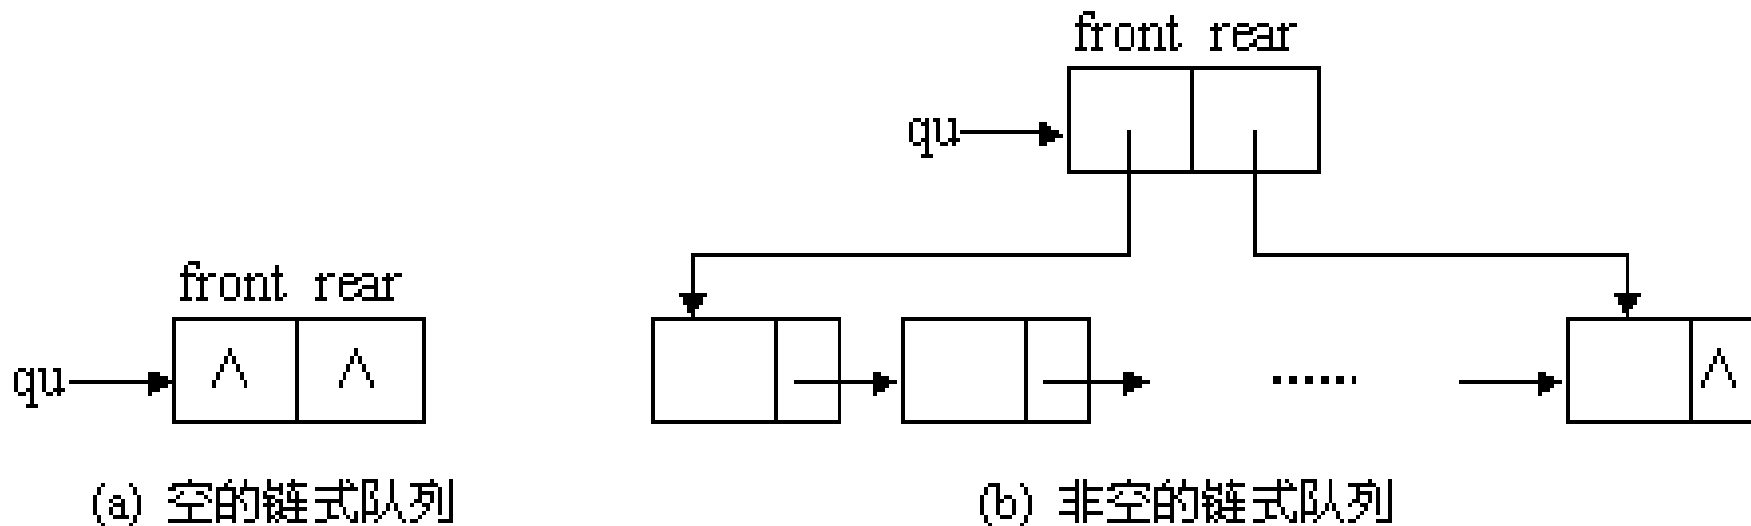 front rear
qu
∧ ∧
(a) 空的链式队列
front rear
qu
......
∧
(b) 非空的链式队列